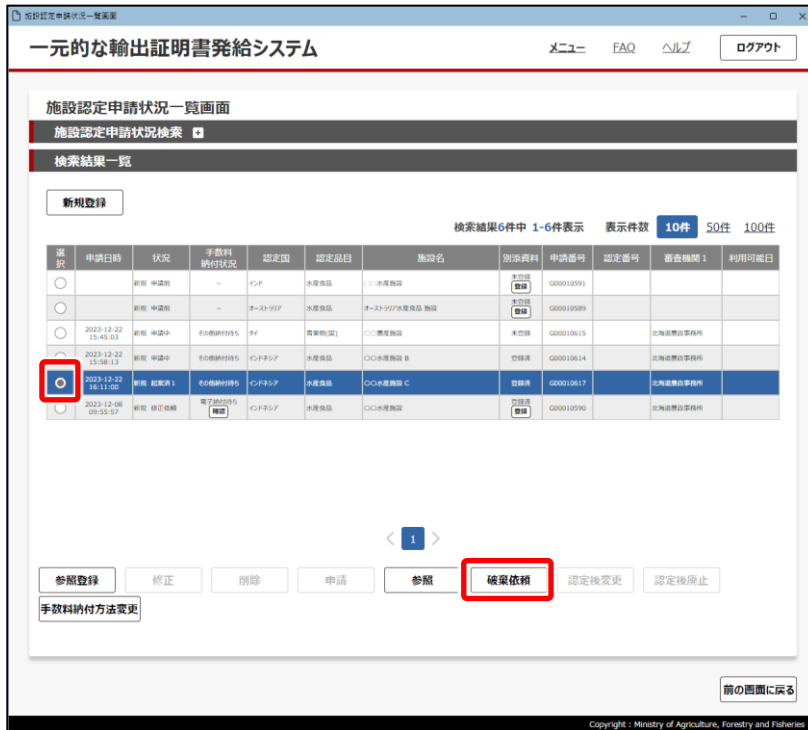 施設認定申請状況一覧画面
一元的な輸出証明書発給システム メニュー FAQ ヘルプ ログアウト
施設認定申請状況一覧画面
施設認定申請状況検索 +
検索結果一覧
新規登録
検索結果6件中 1-6件表示 表示件数 10件 50件 100件
選択 申請日時 状況 手数料納付状況 認定国 認定品目 施設名 別添資料 申請番号 認定番号 審査機関1 利用可能日
新規 申請前 - インド 水産食品 〇〇水産施設 未登録 登録 G00010591
新規 申請前 - オーストラリア 水産食品 オーストラリア水産食品 施設 未登録 登録 G00010589
2023-12-22 15:45:03 新規 申請中 その他納付待ち タイ 青果物(国) 〇〇農産施設 未登録 G00010615 北海道農政事務所
2023-12-22 15:58:13 新規 申請中 その他納付待ち インドネシア 水産食品 〇〇水産施設 B 登録済 G00010614 北海道農政事務所
2023-12-22 16:11:00 新規 起案済1 その他納付待ち インドネシア 水産食品 〇〇水産施設 C 登録済 G00010617 北海道農政事務所
2023-12-08 09:55:57 新規 修正依頼 電子納付待ち 確認 インドネシア 水産食品 〇〇水産施設 登録済 登録 G00010590 北海道農政事務所
< 1 >
参照登録 修正 削除 申請 参照 破棄依頼 認定後変更 認定後廃止
手数料納付方法変更
前の画面に戻る
Copyright : Ministry of Agriculture, Forestry and Fisheries